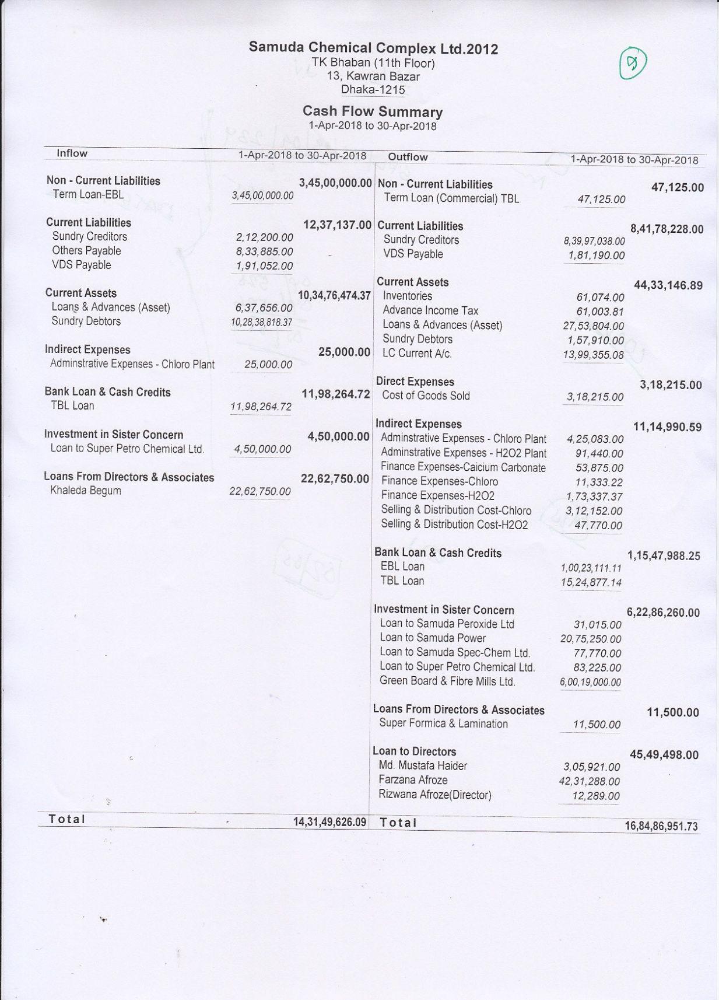 Samuda Chemical Complex Ltd.2012
TK Bhaban (11th Floor)
13, Kawran Bazar
Dhaka-1215
Cash Flow Summary
1-Apr-2018 to 30-Apr-2018
Inflow 1-Apr-2018 to 30-Apr-2018
Non - Current Liabilities 3,45,00,000.00
Term Loan-EBL 3,45,00,000.00
Current Liabilities 12,37,137.00
Sundry Creditors 2,12,200.00
Others Payable 8,33,885.00
VDS Payable 1,91,052.00
Current Assets 10,34,76,474.37
Loans & Advances (Asset) 6,37,656.00
Sundry Debtors 10,28,38,818.37
Indirect Expenses 25,000.00
Adminstrative Expenses - Chloro Plant 25,000.00
Bank Loan & Cash Credits 11,98,264.72
TBL Loan 11,98,264.72
Investment in Sister Concern 4,50,000.00
Loan to Super Petro Chemical Ltd. 4,50,000.00
Loans From Directors & Associates 22,62,750.00
Khaleda Begum 22,62,750.00
Total 14,31,49,626.09
Outflow 1-Apr-2018 to 30-Apr-2018
Non - Current Liabilities 47,125.00
Term Loan (Commercial) TBL 47,125.00
Current Liabilities 8,41,78,228.00
Sundry Creditors 8,39,97,038.00
VDS Payable 1,81,190.00
Current Assets 44,33,146.89
Inventories 61,074.00
Advance Income Tax 61,003.81
Loans & Advances (Asset) 27,53,804.00
Sundry Debtors 1,57,910.00
LC Current A/c. 13,99,355.08
Direct Expenses 3,18,215.00
Cost of Goods Sold 3,18,215.00
Indirect Expenses 11,14,990.59
Adminstrative Expenses - Chloro Plant 4,25,083.00
Adminstrative Expenses - H2O2 Plant 91,440.00
Finance Expenses-Caicium Carbonate 53,875.00
Finance Expenses-Chloro 11,333.22
Finance Expenses-H2O2 1,73,337.37
Selling & Distribution Cost-Chloro 3,12,152.00
Selling & Distribution Cost-H2O2 47,770.00
Bank Loan & Cash Credits 1,15,47,988.25
EBL Loan 1,00,23,111.11
TBL Loan 15,24,877.14
Investment in Sister Concern 6,22,86,260.00
Loan to Samuda Peroxide Ltd 31,015.00
Loan to Samuda Power 20,75,250.00
Loan to Samuda Spec-Chem Ltd. 77,770.00
Loan to Super Petro Chemical Ltd. 83,225.00
Green Board & Fibre Mills Ltd. 6,00,19,000.00
Loans From Directors & Associates 11,500.00
Super Formica & Lamination 11,500.00
Loan to Directors 45,49,498.00
Md. Mustafa Haider 3,05,921.00
Farzana Afroze 42,31,288.00
Rizwana Afroze(Director) 12,289.00
Total 16,84,86,951.73